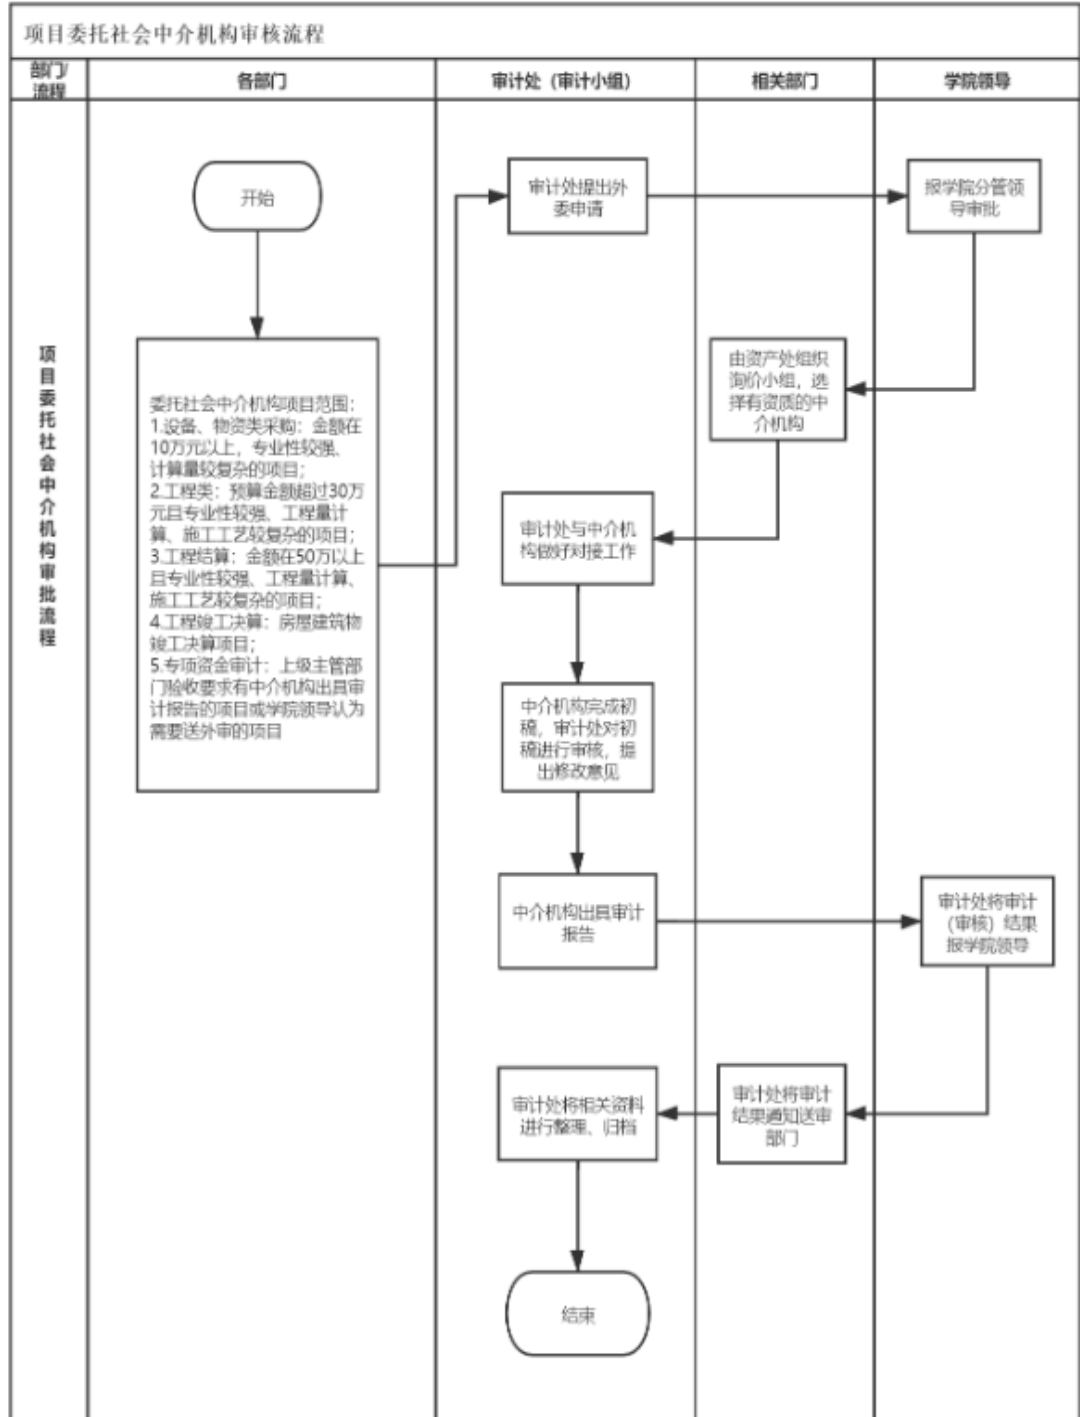 项目委托社会中介机构审核流程
部门/
流程
各部门
审计处（审计小组）
相关部门
学院领导
项目委托社会中介机构审批流程
开始
审计处提出外
委申请
报学院分管领
导审批
委托社会中介机构项目范围：
1.设备、物资类采购：金额在
10万元以上，专业性较强、
计算量较复杂的项目；
2.工程类：预算金额超过30万
元且专业性较强、工程量计
算、施工工艺较复杂的项目；
3.工程结算：金额在50万以上
且专业性较强、工程量计算、
施工工艺较复杂的项目；
4.工程竣工决算：房屋建筑物
竣工决算项目；
5.专项资金审计：上级主管部
门验收要求有中介机构出具审
计报告的项目或学院领导认为
需要送外审的项目
由资产处组织
询价小组，选
择有资质的中
介机构
审计处与中介机
构做好对接工作
中介机构完成初
稿，审计处对初
稿进行审核，提
出修改意见
中介机构出具审计
报告
审计处将审计
（审核）结果
报学院领导
审计处将审计
结果通知送审
部门
审计处将相关资料
进行整理、归档
结束